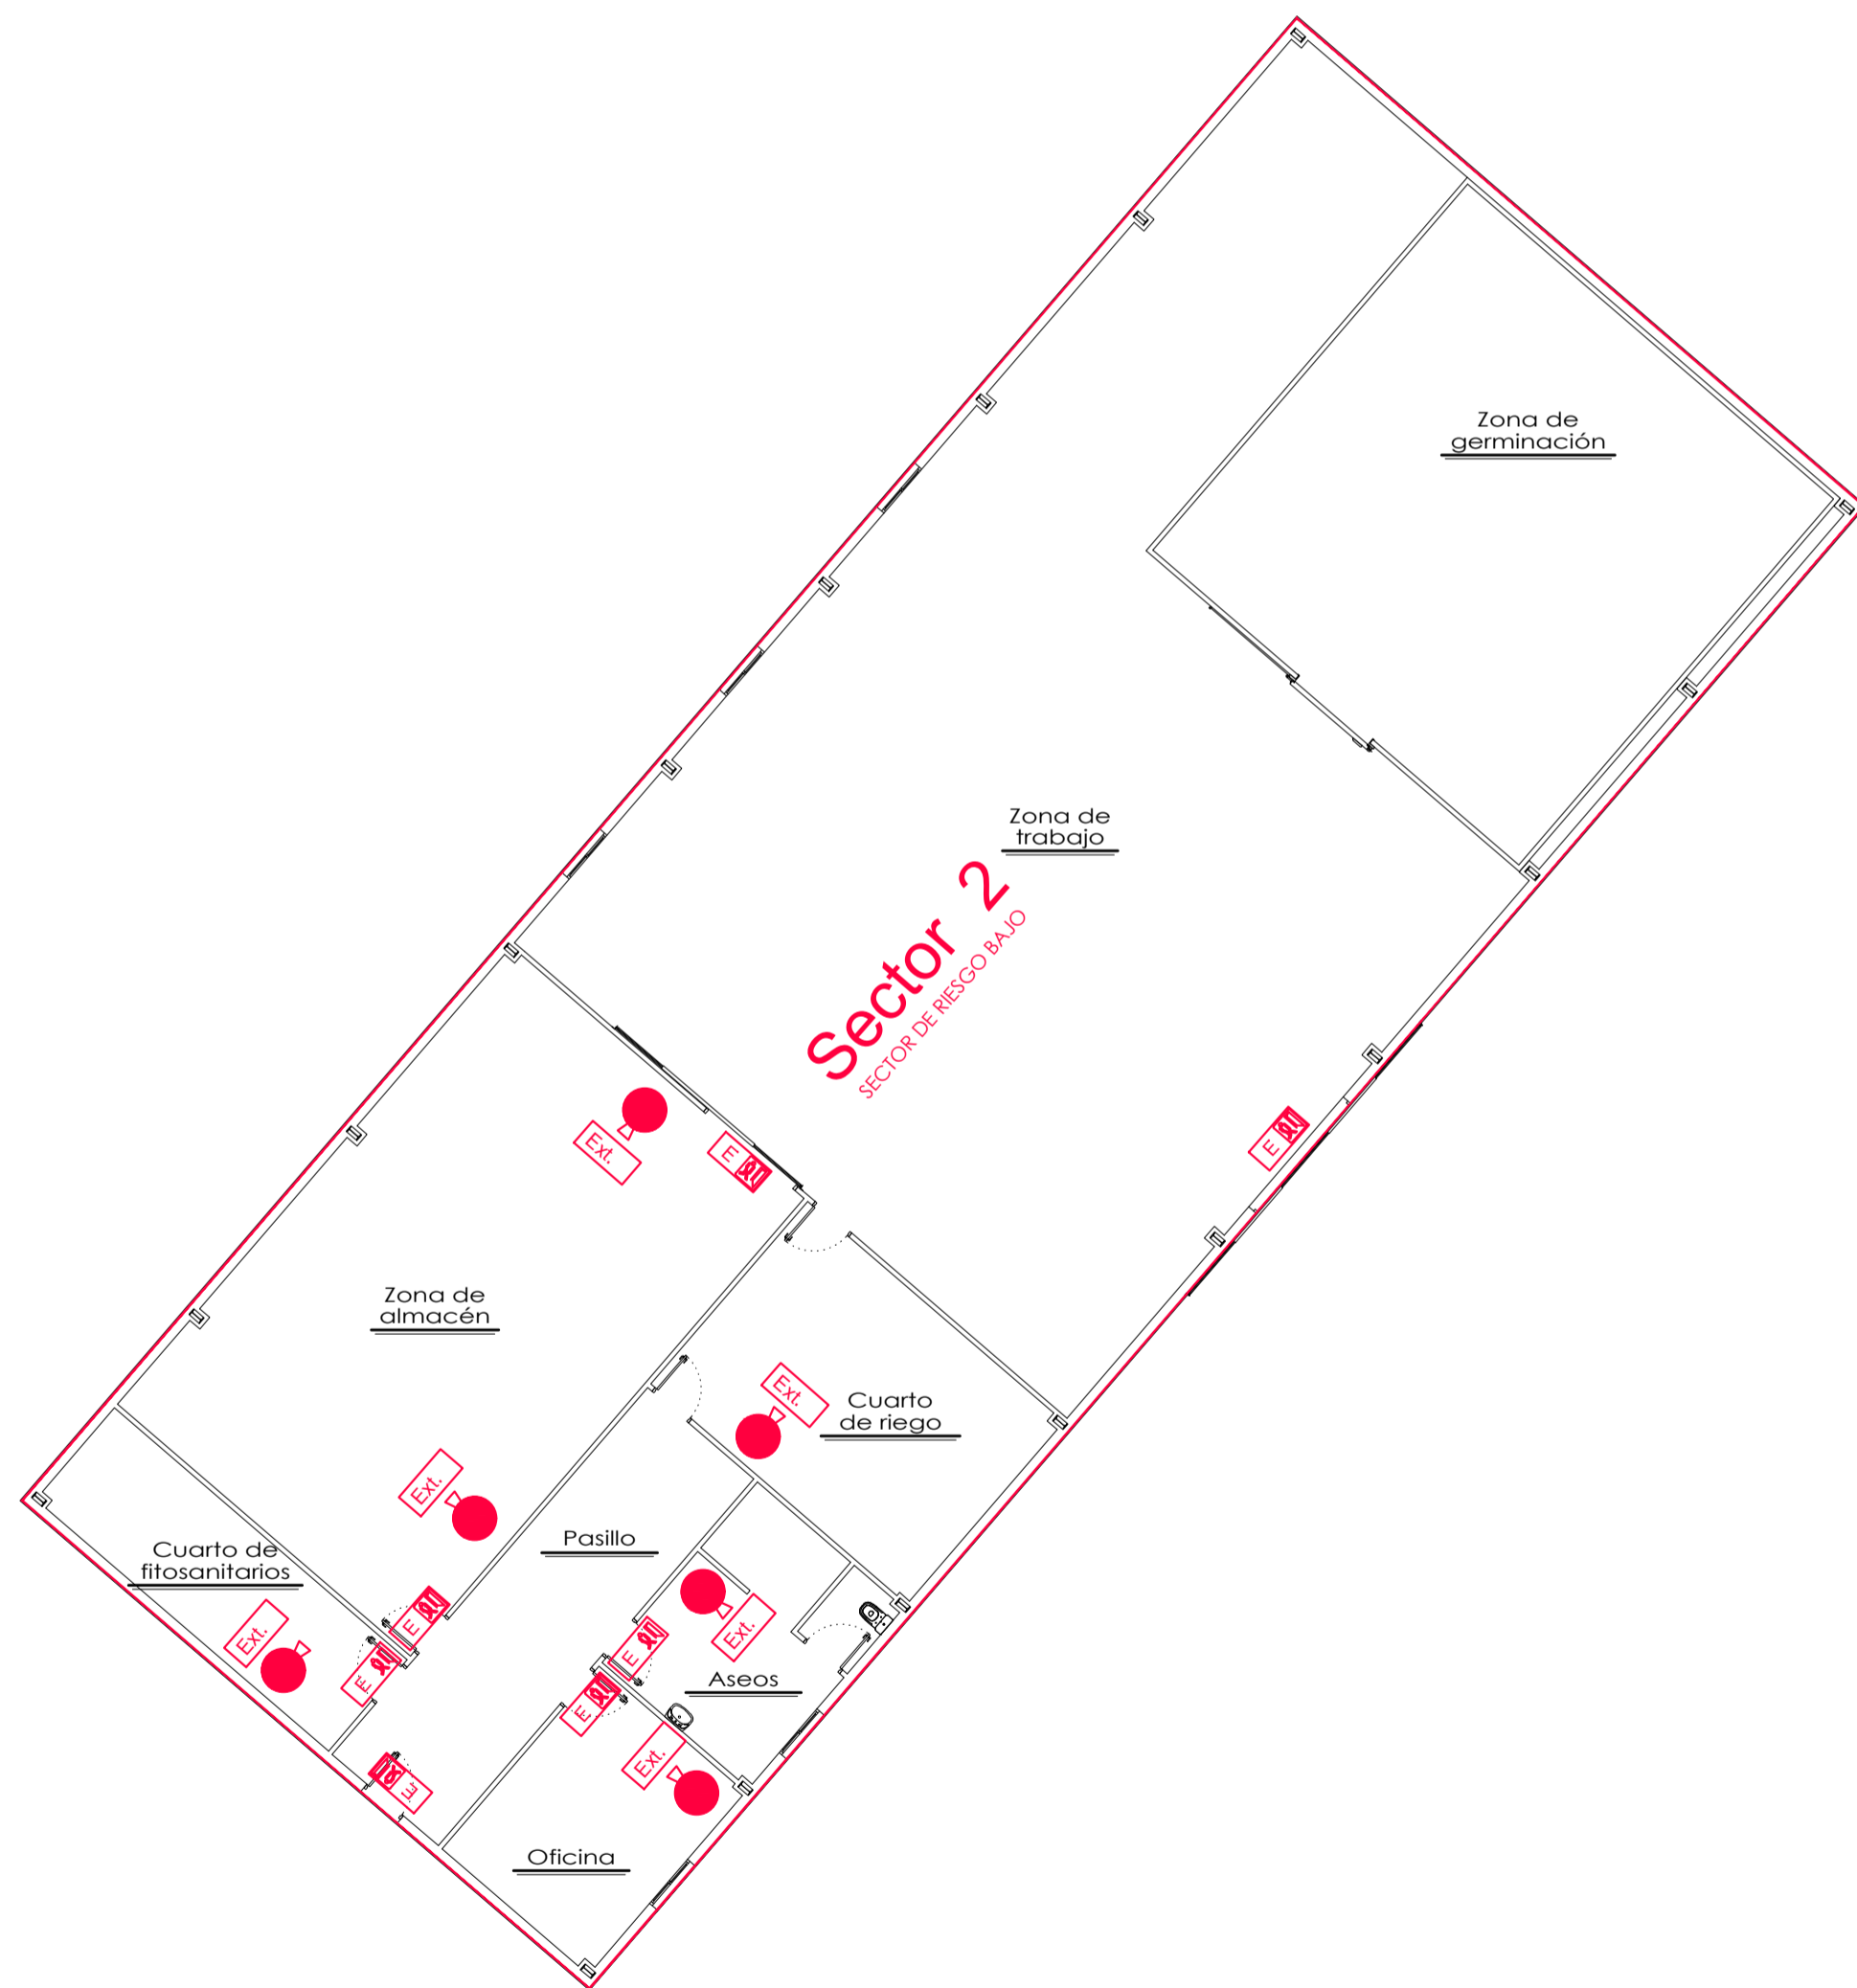 Zona de
germinación
Zona de
trabajo
Sector 2
SECTOR DE RIESGO BAJO
E
Ext.
E
Zona de
almacén
Ext.
Cuarto
de riego
Ext.
Pasillo
Cuarto de
fitosanitarios
Ext.
E
E
Ext.
E
Aseos
E
Ext.
E
Oficina